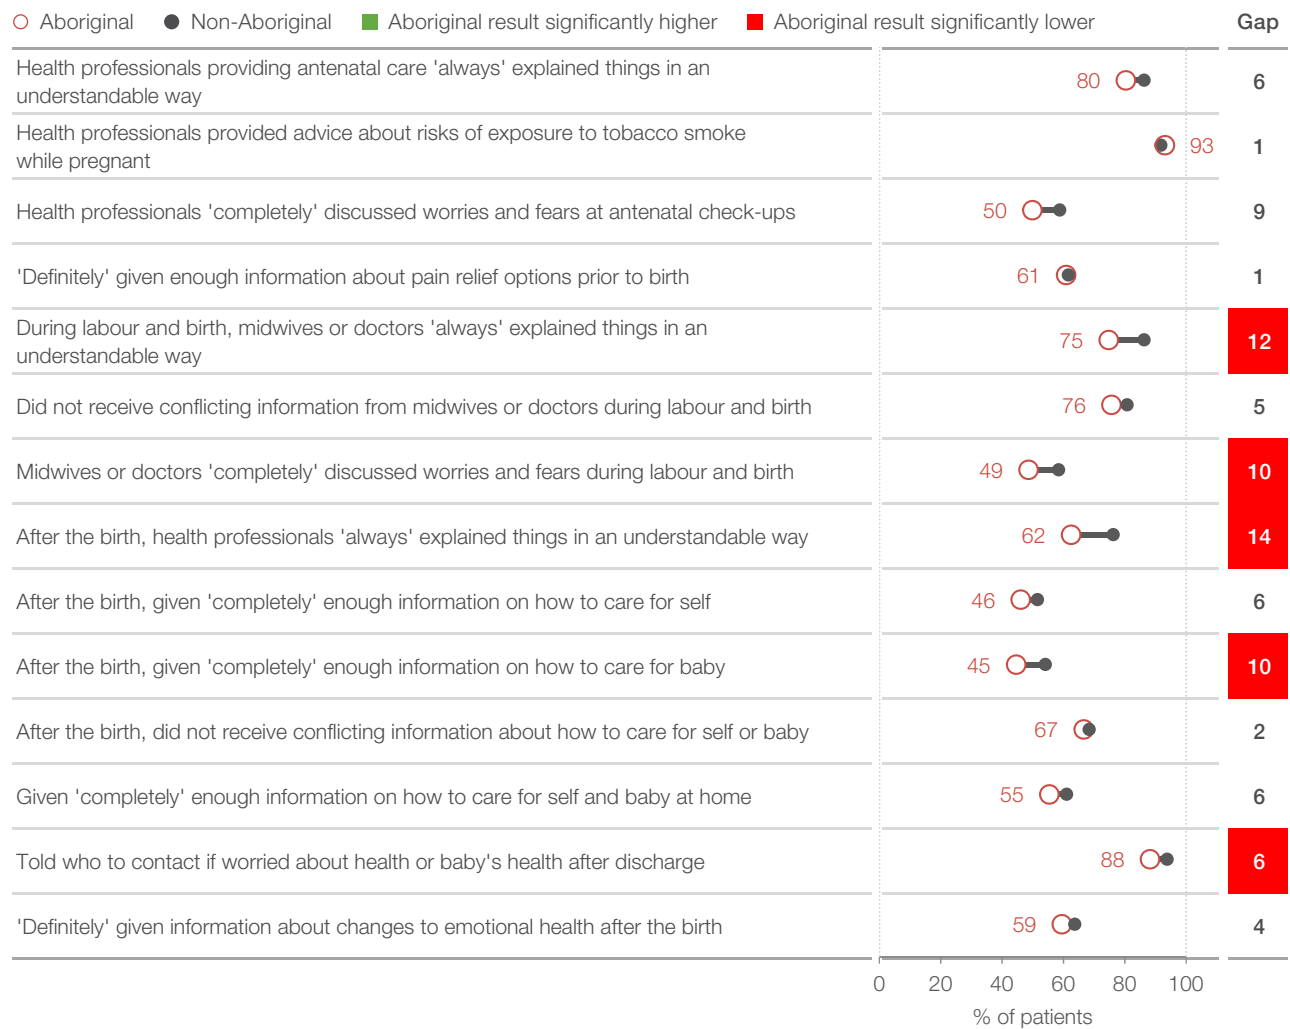 Aboriginal Non-Aboriginal Aboriginal result significantly higher Aboriginal result significantly lower Gap
Health professionals providing antenatal care 'always' explained things in an
understandable way
80 6
Health professionals provided advice about risks of exposure to tobacco smoke
while pregnant
93 1
Health professionals 'completely' discussed worries and fears at antenatal check-ups 50 9
'Definitely' given enough information about pain relief options prior to birth 61 1
During labour and birth, midwives or doctors 'always' explained things in an
understandable way
75 12
Did not receive conflicting information from midwives or doctors during labour and birth 76 5
Midwives or doctors 'completely' discussed worries and fears during labour and birth 49 10
After the birth, health professionals 'always' explained things in an understandable way 62 14
After the birth, given 'completely' enough information on how to care for self 46 6
After the birth, given 'completely' enough information on how to care for baby 45 10
After the birth, did not receive conflicting information about how to care for self or baby 67 2
Given 'completely' enough information on how to care for self and baby at home 55 6
Told who to contact if worried about health or baby's health after discharge 88 6
'Definitely' given information about changes to emotional health after the birth 59 4
0 20 40 60 80 100
% of patients